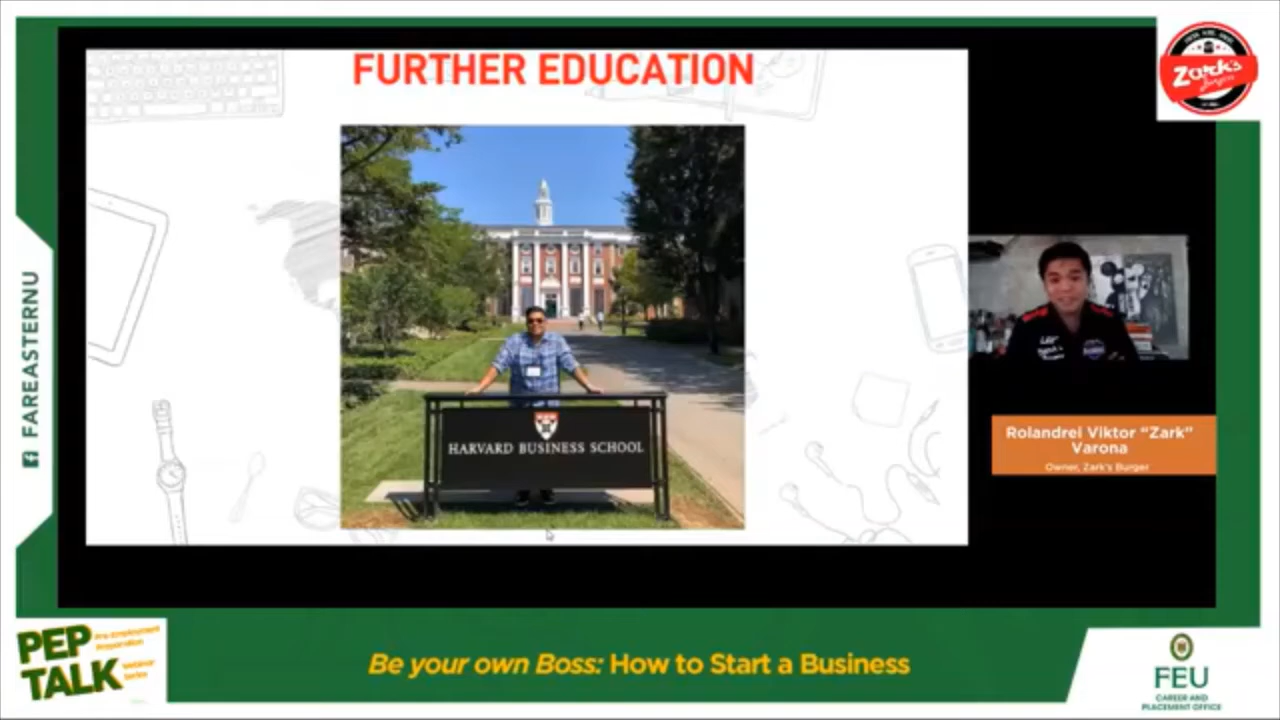 FURTHER EDUCATION
HARVARD BUSINESS SCHOOL
Zark's
Burgers
FAREASTERNU
Rolandrel Viktor "Zark"
Varona
Owner, Zark's Burger
PEP
TALK
Pre-Employment
Preparation
Webinar
Series
Be your own Boss: How to Start a Business
FEU
CAREER AND
PLACEMENT OFFICE